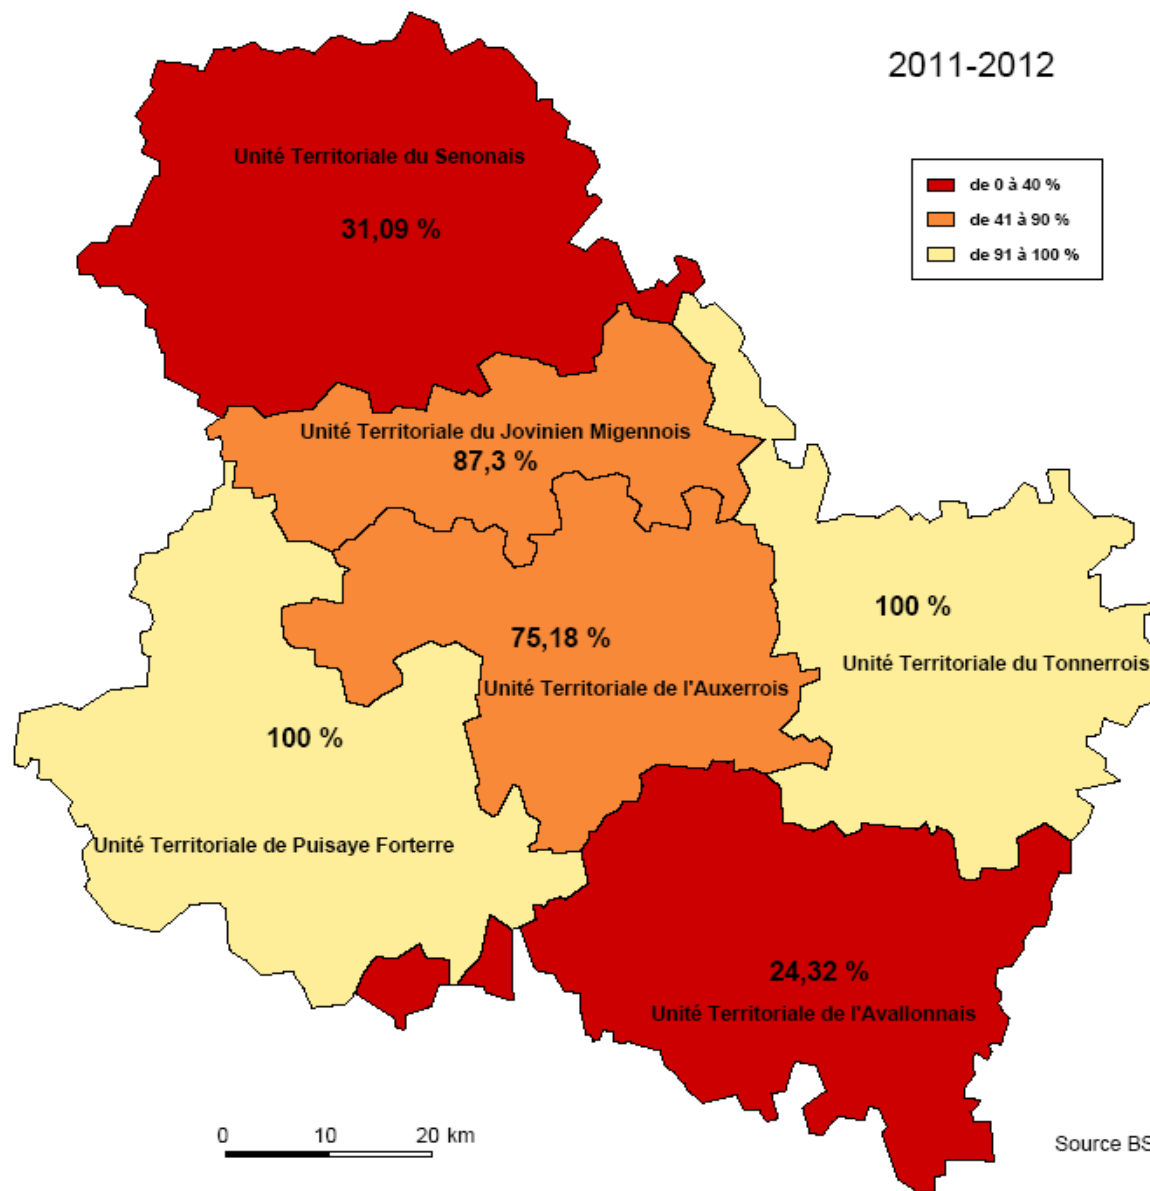 2011-2012
Unité Territoriale du Senonais
31,09 %
de 0 à 40 %
de 41 à 90 %
de 91 à 100 %
Unité Territoriale du Jovinien Migennois
87,3 %
100 %
Unité Territoriale du Tonnerrois
75,18 %
Unité Territoriale de l'Auxerrois
100 %
Unité Territoriale de Puisaye Forterre
24,32 %
Unité Territoriale de l'Avallonnais
0 10 20 km
Source BS